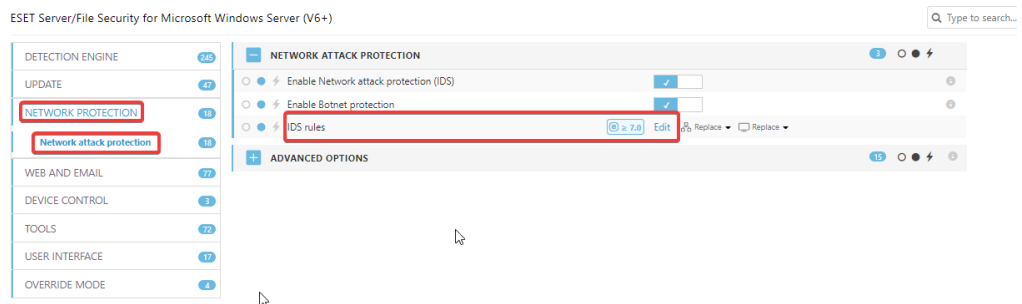 ESET Server/File Security for Microsoft Windows Server (V6+)
Type to search...
DETECTION ENGINE 245
UPDATE 47
NETWORK PROTECTION 18
Network attack protection 18
WEB AND EMAIL 77
DEVICE CONTROL 3
TOOLS 72
USER INTERFACE 17
OVERRIDE MODE 4
NETWORK ATTACK PROTECTION 3
Enable Network attack protection (IDS)
Enable Botnet protection
IDS rules ≥ 7.0 Edit Replace Replace
ADVANCED OPTIONS 15